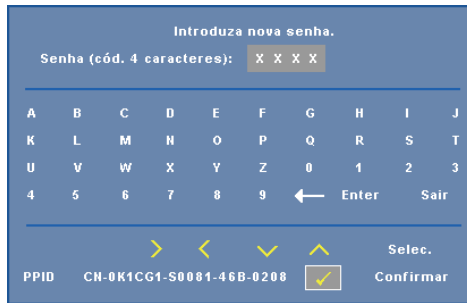 Introduza nova senha.
Senha (cód. 4 caracteres): X X X X
A B C D E F G H I J
K L M N O P Q R S T
U V W X Y Z 0 1 2 3
4 5 6 7 8 9 ← Enter Sair
> < ∨ ∧ Selec.
PPID CN-0K1CG1-S0081-46B-0208 ✓ Confirmar